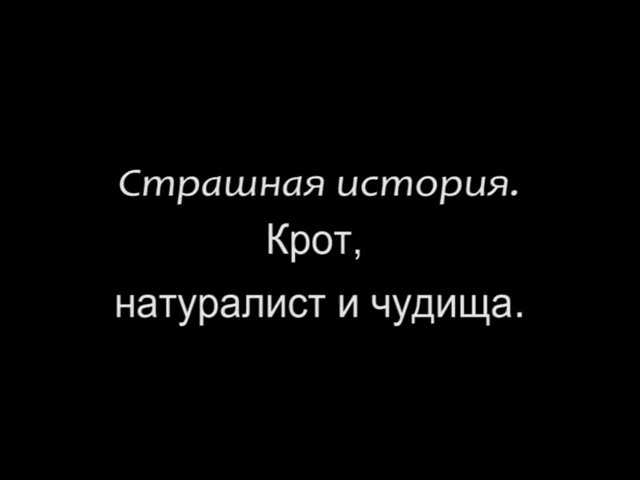 Страшная история.
Крот,
натуралист и чудища.